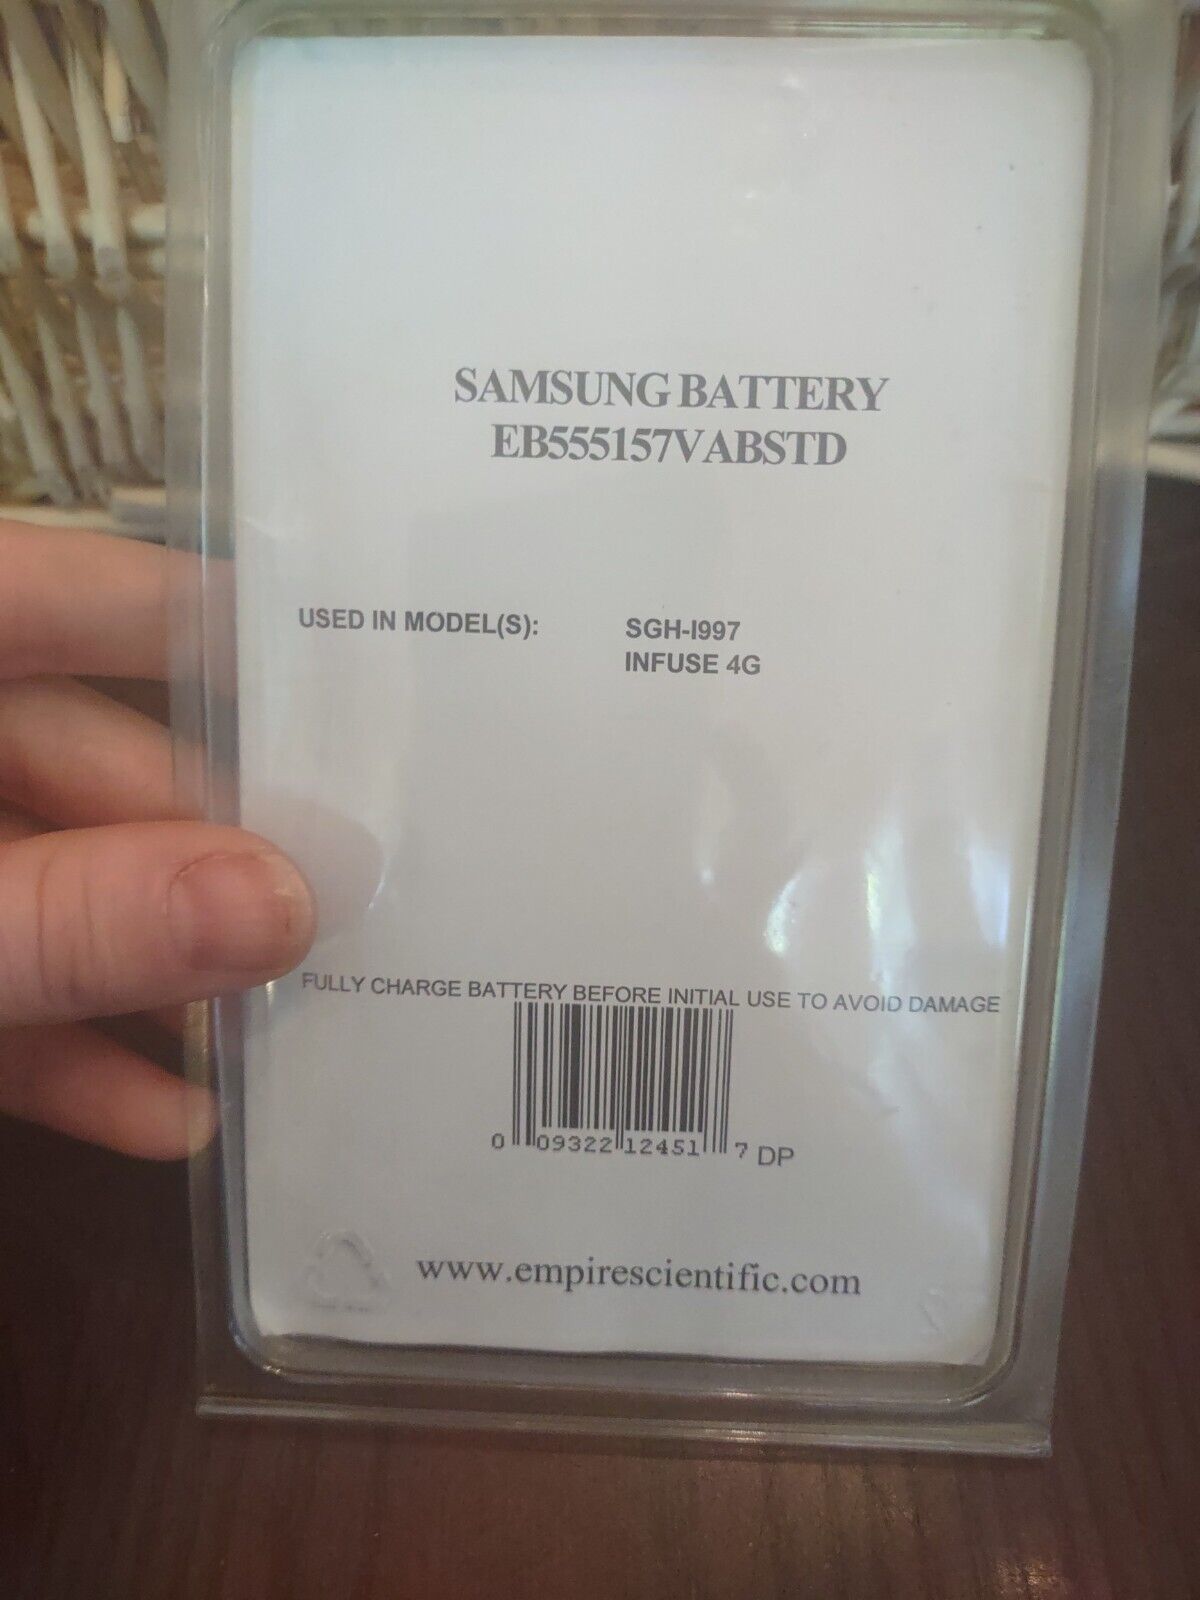 SAMSUNG BATTERY
EB555157VABSTD
USED IN MODEL(S): SGH-I997
INFUSE 4G
FULLY CHARGE BATTERY BEFORE INITIAL USE TO AVOID DAMAGE
0 09322 12451 7 DP
www.empirescientific.com